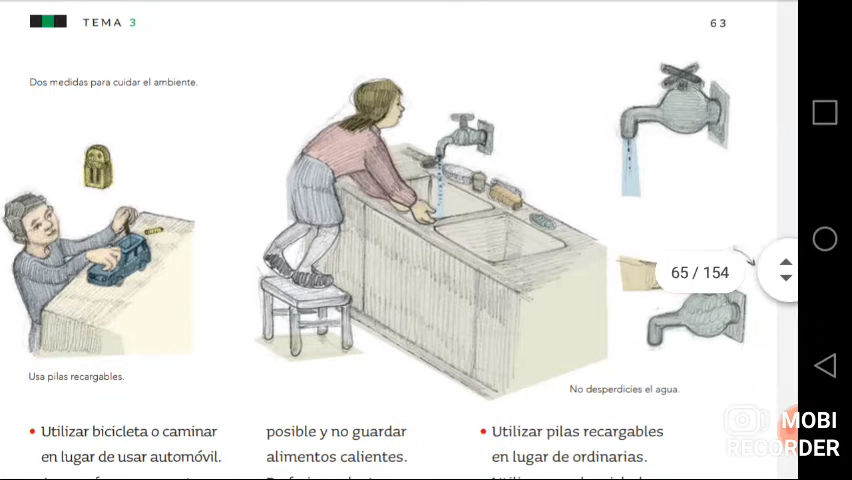 TEMA 3
63
Dos medidas para cuidar el ambiente.
65 / 154
Usa pilas recargables.
No desperdicies el agua.
• Utilizar bicicleta o caminar
en lugar de usar automóvil.
posible y no guardar
alimentos calientes.
• Utilizar pilas recargables
en lugar de ordinarias.
MOBI
RECORDER